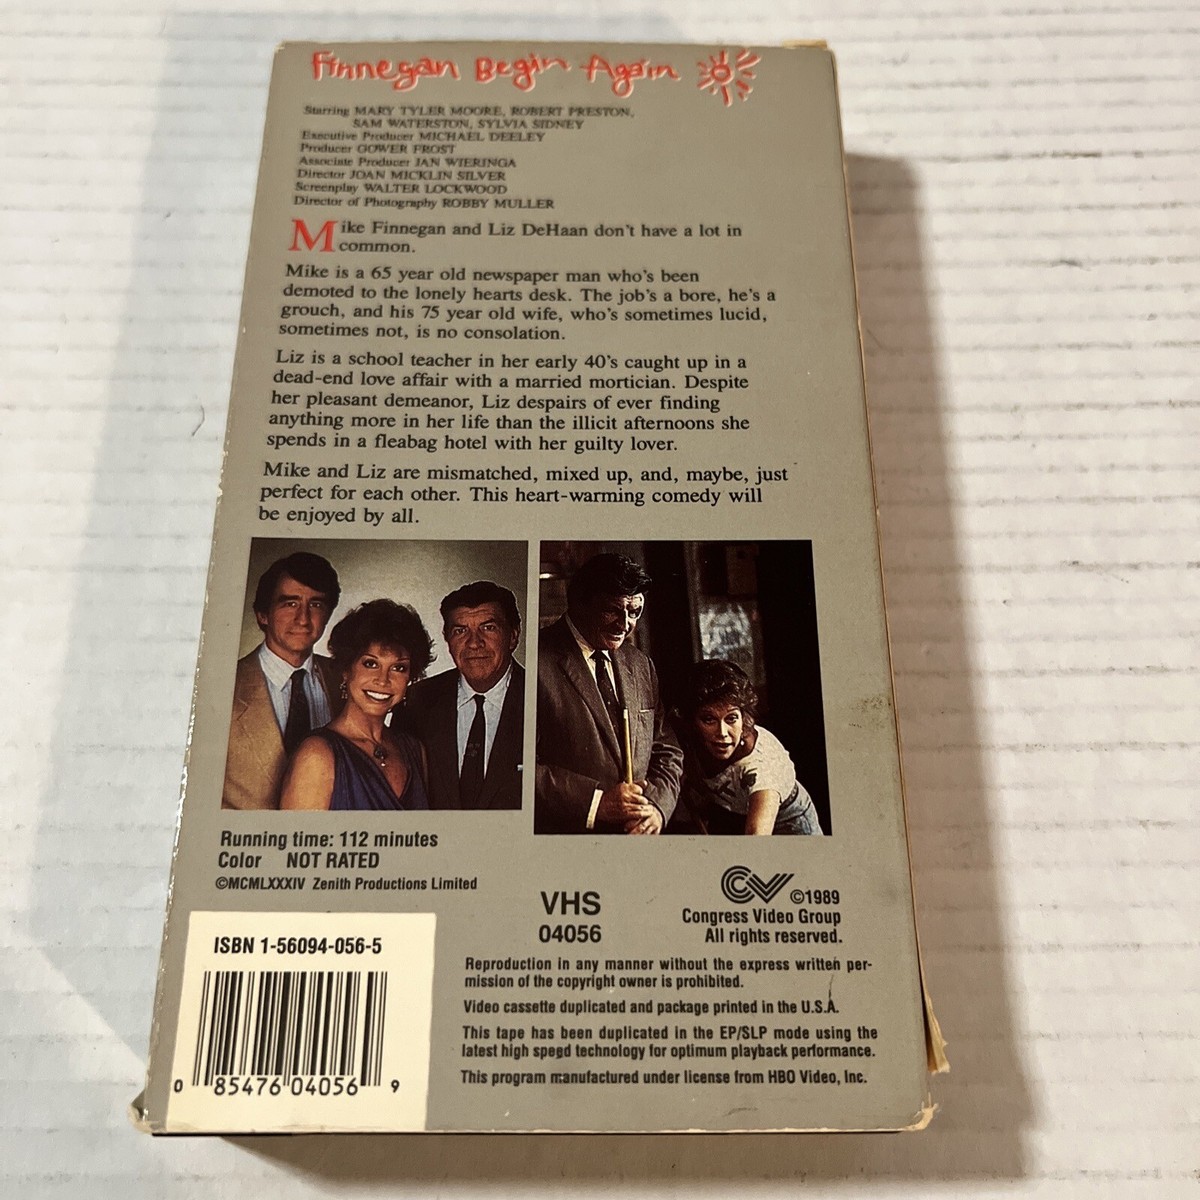 Finnegan Begin Again
Starring MARY TYLER MOORE, ROBERT PRESTON,
SAM WATERSTON, SYLVIA SIDNEY
Executive Producer MICHAEL DEELEY
Producer GOWER FROST
Associate Producer JAN WIERINGA
Director JOAN MICKLIN SILVER
Screenplay WALTER LOCKWOOD
Director of Photography ROBBY MULLER
Mike Finnegan and Liz DeHaan don't have a lot in
common.
Mike is a 65 year old newspaper man who's been
demoted to the lonely hearts desk. The job's a bore, he's a
grouch, and his 75 year old wife, who's sometimes lucid,
sometimes not, is no consolation.
Liz is a school teacher in her early 40's caught up in a
dead-end love affair with a married mortician. Despite
her pleasant demeanor, Liz despairs of ever finding
anything more in her life than the illicit afternoons she
spends in a fleabag hotel with her guilty lover.
Mike and Liz are mismatched, mixed up, and, maybe, just
perfect for each other. This heart-warming comedy will
be enjoyed by all.
Running time: 112 minutes
Color NOT RATED
©MCMLXXXIV Zenith Productions Limited
VHS
04056
CV ©1989
Congress Video Group
All rights reserved.
ISBN 1-56094-056-5
0 85476 04056 9
Reproduction in any manner without the express written per-
mission of the copyright owner is prohibited.
Video cassette duplicated and package printed in the U.S.A.
This tape has been duplicated in the EP/SLP mode using the
latest high speed technology for optimum playback performance.
This program manufactured under license from HBO Video, Inc.